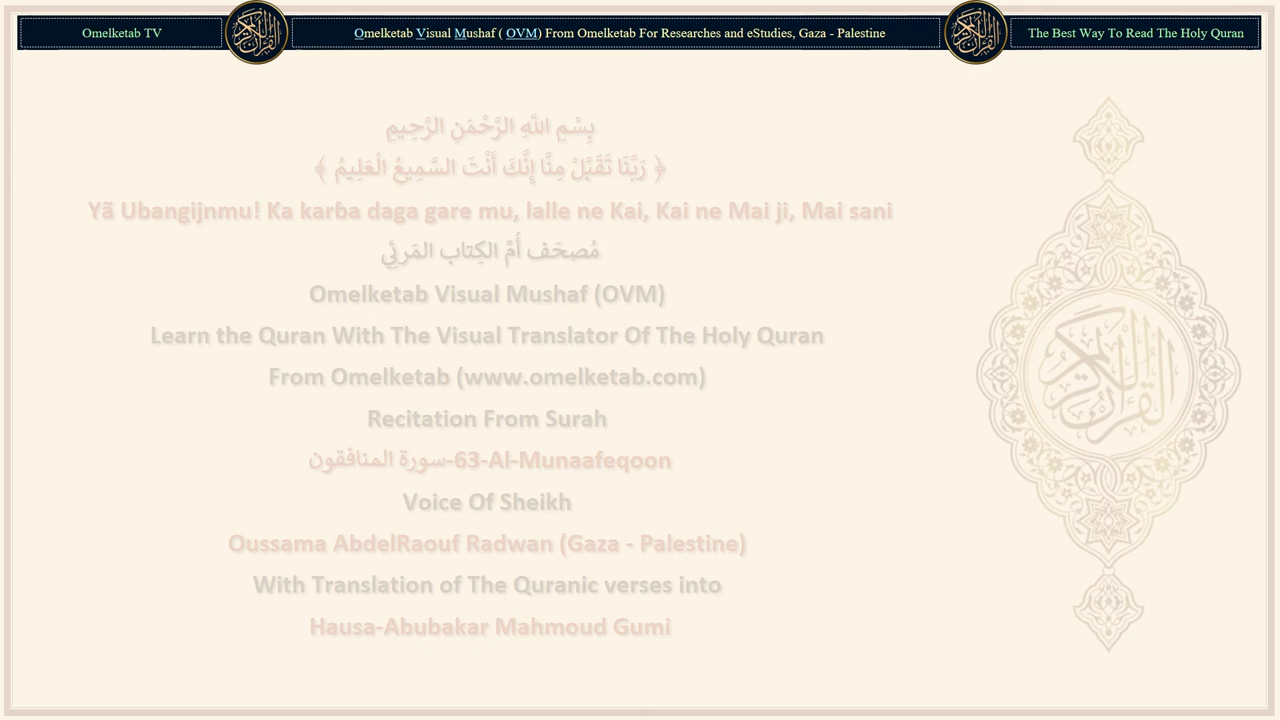 Omelketab TV
Omelketab Visual Mushaf ( OVM) From Omelketab For Researches and eStudies, Gaza - Palestine
The Best Way To Read The Holy Quran
بِسْمِ اللَّهِ الرَّحْمَنِ الرَّحِيمِ
﴿ رَبَّنَا تَقَبَّلْ مِنَّا إِنَّكَ أَنْتَ السَّمِيعُ الْعَلِيمُ ﴾
Yã Ubangijnmu! Ka karɓa daga gare mu, lalle ne Kai, Kai ne Mai ji, Mai sani
مُصحَف أُمِّ الكِتاب المَرئِي
Omelketab Visual Mushaf (OVM)
Learn the Quran With The Visual Translator Of The Holy Quran
From Omelketab (www.omelketab.com)
Recitation From Surah
سورة المنافقون-63-Al-Munaafeqoon
Voice Of Sheikh
Oussama AbdelRaouf Radwan (Gaza - Palestine)
With Translation of The Quranic verses into
Hausa-Abubakar Mahmoud Gumi
القرآن الكريم